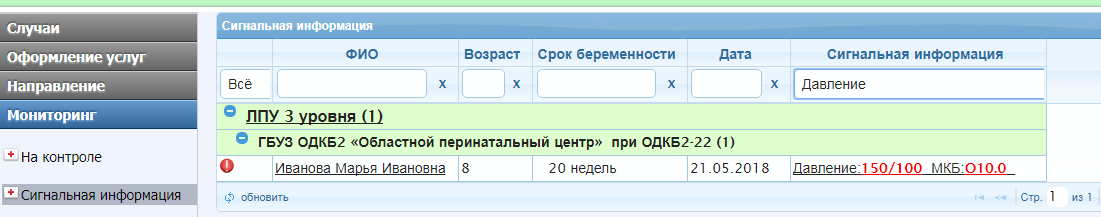 Случаи
Оформление услуг
Направление
Мониторинг
На контроле
Сигнальная информация
Сигнальная информация
ФИО Возраст Срок беременности Дата Сигнальная информация
Всё x x x x Давление
ЛПУ 3 уровня (1)
ГБУЗ ОДКБ2 «Областной перинатальный центр» при ОДКБ2-22 (1)
Иванова Марья Ивановна 8 20 недель 21.05.2018 Давление:150/100 МКБ:O10.0
обновить Стр. 1 из 1